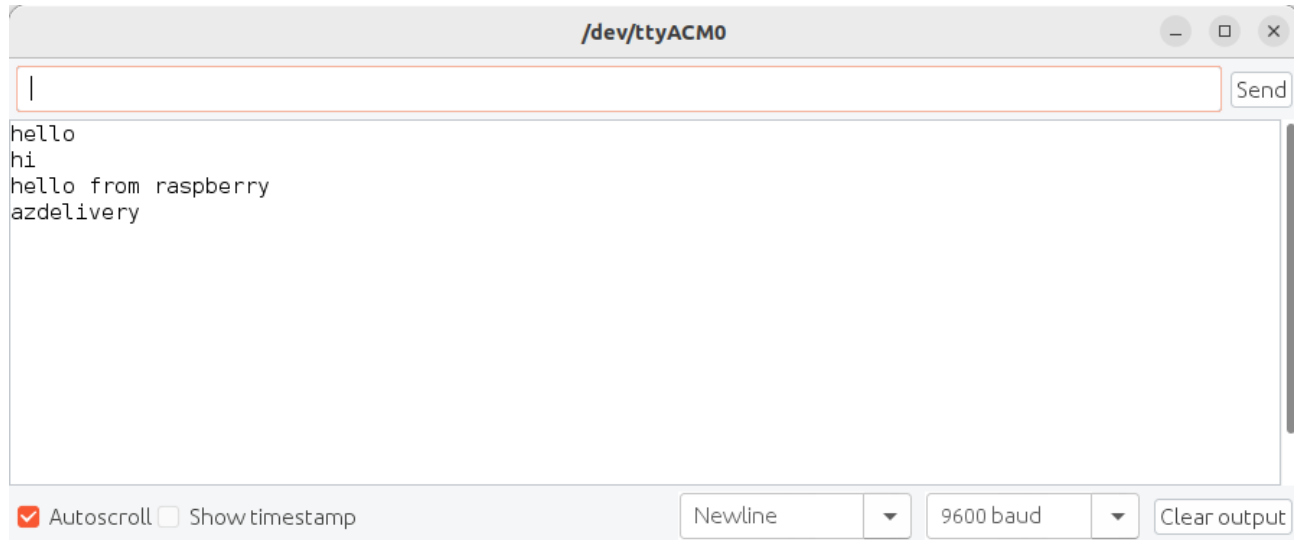 /dev/ttyACM0
Send
hello
hi
hello from raspberry
azdelivery
Autoscroll Show timestamp Newline 9600 baud Clear output